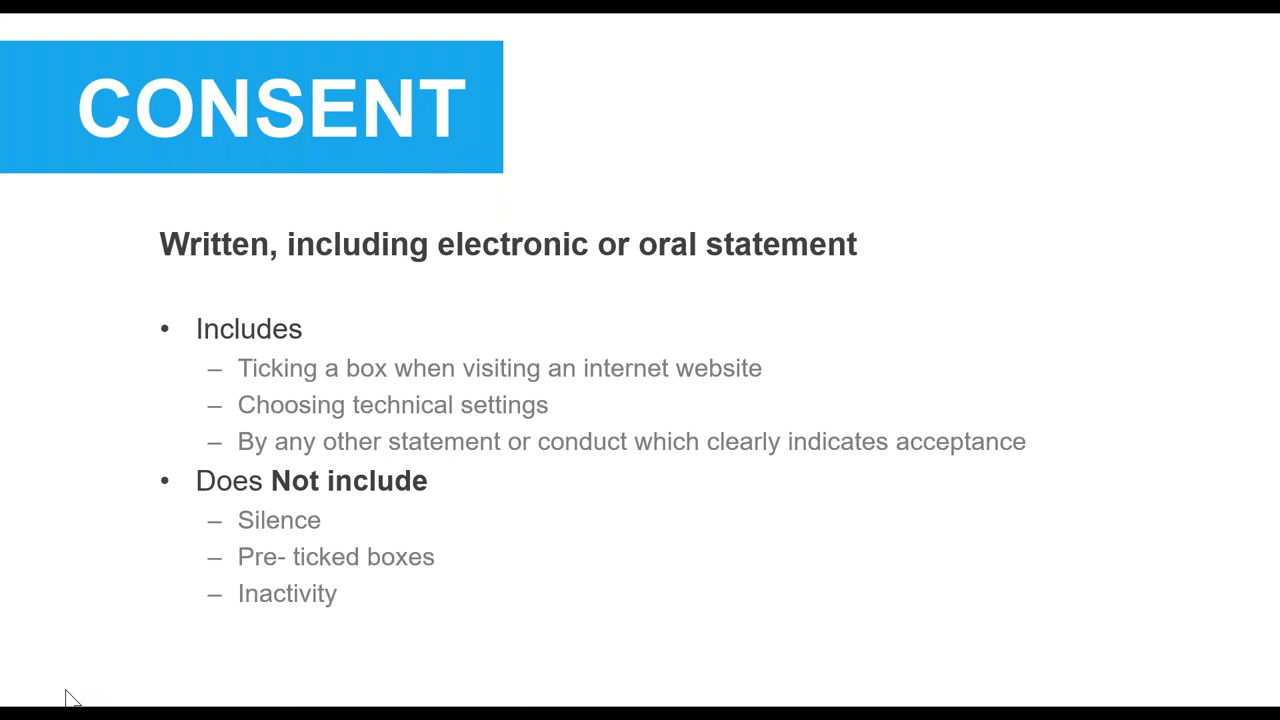 CONSENT
Written, including electronic or oral statement
• Includes
– Ticking a box when visiting an internet website
– Choosing technical settings
– By any other statement or conduct which clearly indicates acceptance
• Does Not include
– Silence
– Pre- ticked boxes
– Inactivity